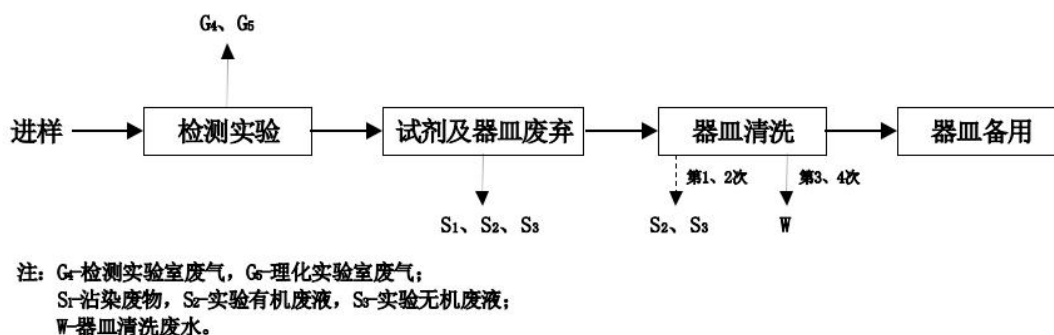 G₄、G₅
进样
检测实验
试剂及器皿废弃
器皿清洗
器皿备用
第1、2次
第3、4次
S₁、S₂、S₃
S₂、S₃
W
注：G₄-检测实验室废气，G₅-理化实验室废气；
S₁-沾染废物，S₂-实验有机废液，S₃-实验无机废液；
W-器皿清洗废水。